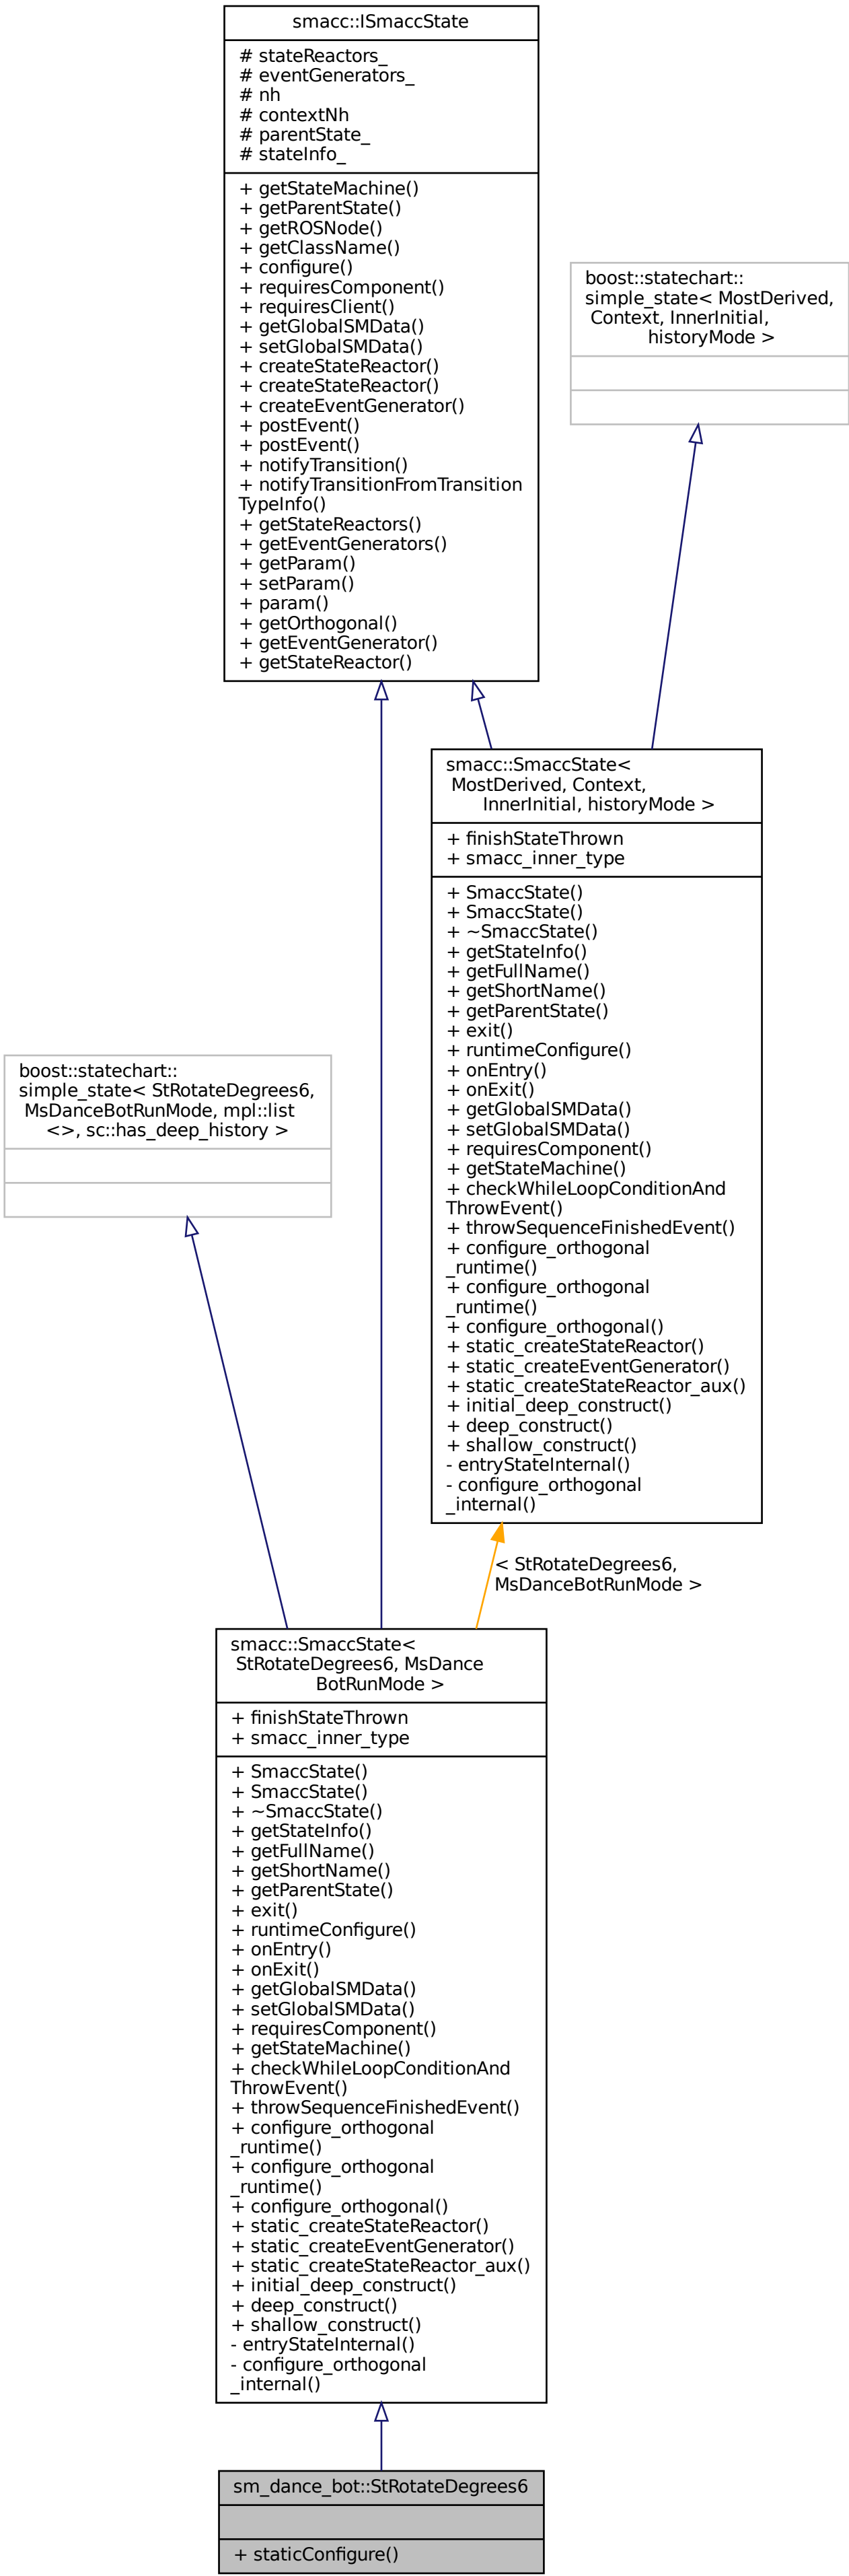 smacc::ISmaccState
# stateReactors_
# eventGenerators_
# nh
# contextNh
# parentState_
# stateInfo_
+ getStateMachine()
+ getParentState()
+ getROSNode()
+ getClassName()
+ configure()
+ requiresComponent()
+ requiresClient()
+ getGlobalSMData()
+ setGlobalSMData()
+ createStateReactor()
+ createStateReactor()
+ createEventGenerator()
+ postEvent()
+ postEvent()
+ notifyTransition()
+ notifyTransitionFromTransition
TypeInfo()
+ getStateReactors()
+ getEventGenerators()
+ getParam()
+ setParam()
+ param()
+ getOrthogonal()
+ getEventGenerator()
+ getStateReactor()
boost::statechart::
simple_state< MostDerived,
Context, InnerInitial,
historyMode >
smacc::SmaccState<
MostDerived, Context,
InnerInitial, historyMode >
+ finishStateThrown
+ smacc_inner_type
+ SmaccState()
+ SmaccState()
+ ~SmaccState()
+ getStateInfo()
+ getFullName()
+ getShortName()
+ getParentState()
+ exit()
+ runtimeConfigure()
+ onEntry()
+ onExit()
+ getGlobalSMData()
+ setGlobalSMData()
+ requiresComponent()
+ getStateMachine()
+ checkWhileLoopConditionAnd
ThrowEvent()
+ throwSequenceFinishedEvent()
+ configure_orthogonal
_runtime()
+ configure_orthogonal
_runtime()
+ configure_orthogonal()
+ static_createStateReactor()
+ static_createEventGenerator()
+ static_createStateReactor_aux()
+ initial_deep_construct()
+ deep_construct()
+ shallow_construct()
- entryStateInternal()
- configure_orthogonal
_internal()
boost::statechart::
simple_state< StRotateDegrees6,
MsDanceBotRunMode, mpl::list
<>, sc::has_deep_history >
< StRotateDegrees6,
MsDanceBotRunMode >
smacc::SmaccState<
StRotateDegrees6, MsDance
BotRunMode >
+ finishStateThrown
+ smacc_inner_type
+ SmaccState()
+ SmaccState()
+ ~SmaccState()
+ getStateInfo()
+ getFullName()
+ getShortName()
+ getParentState()
+ exit()
+ runtimeConfigure()
+ onEntry()
+ onExit()
+ getGlobalSMData()
+ setGlobalSMData()
+ requiresComponent()
+ getStateMachine()
+ checkWhileLoopConditionAnd
ThrowEvent()
+ throwSequenceFinishedEvent()
+ configure_orthogonal
_runtime()
+ configure_orthogonal
_runtime()
+ configure_orthogonal()
+ static_createStateReactor()
+ static_createEventGenerator()
+ static_createStateReactor_aux()
+ initial_deep_construct()
+ deep_construct()
+ shallow_construct()
- entryStateInternal()
- configure_orthogonal
_internal()
sm_dance_bot::StRotateDegrees6
+ staticConfigure()